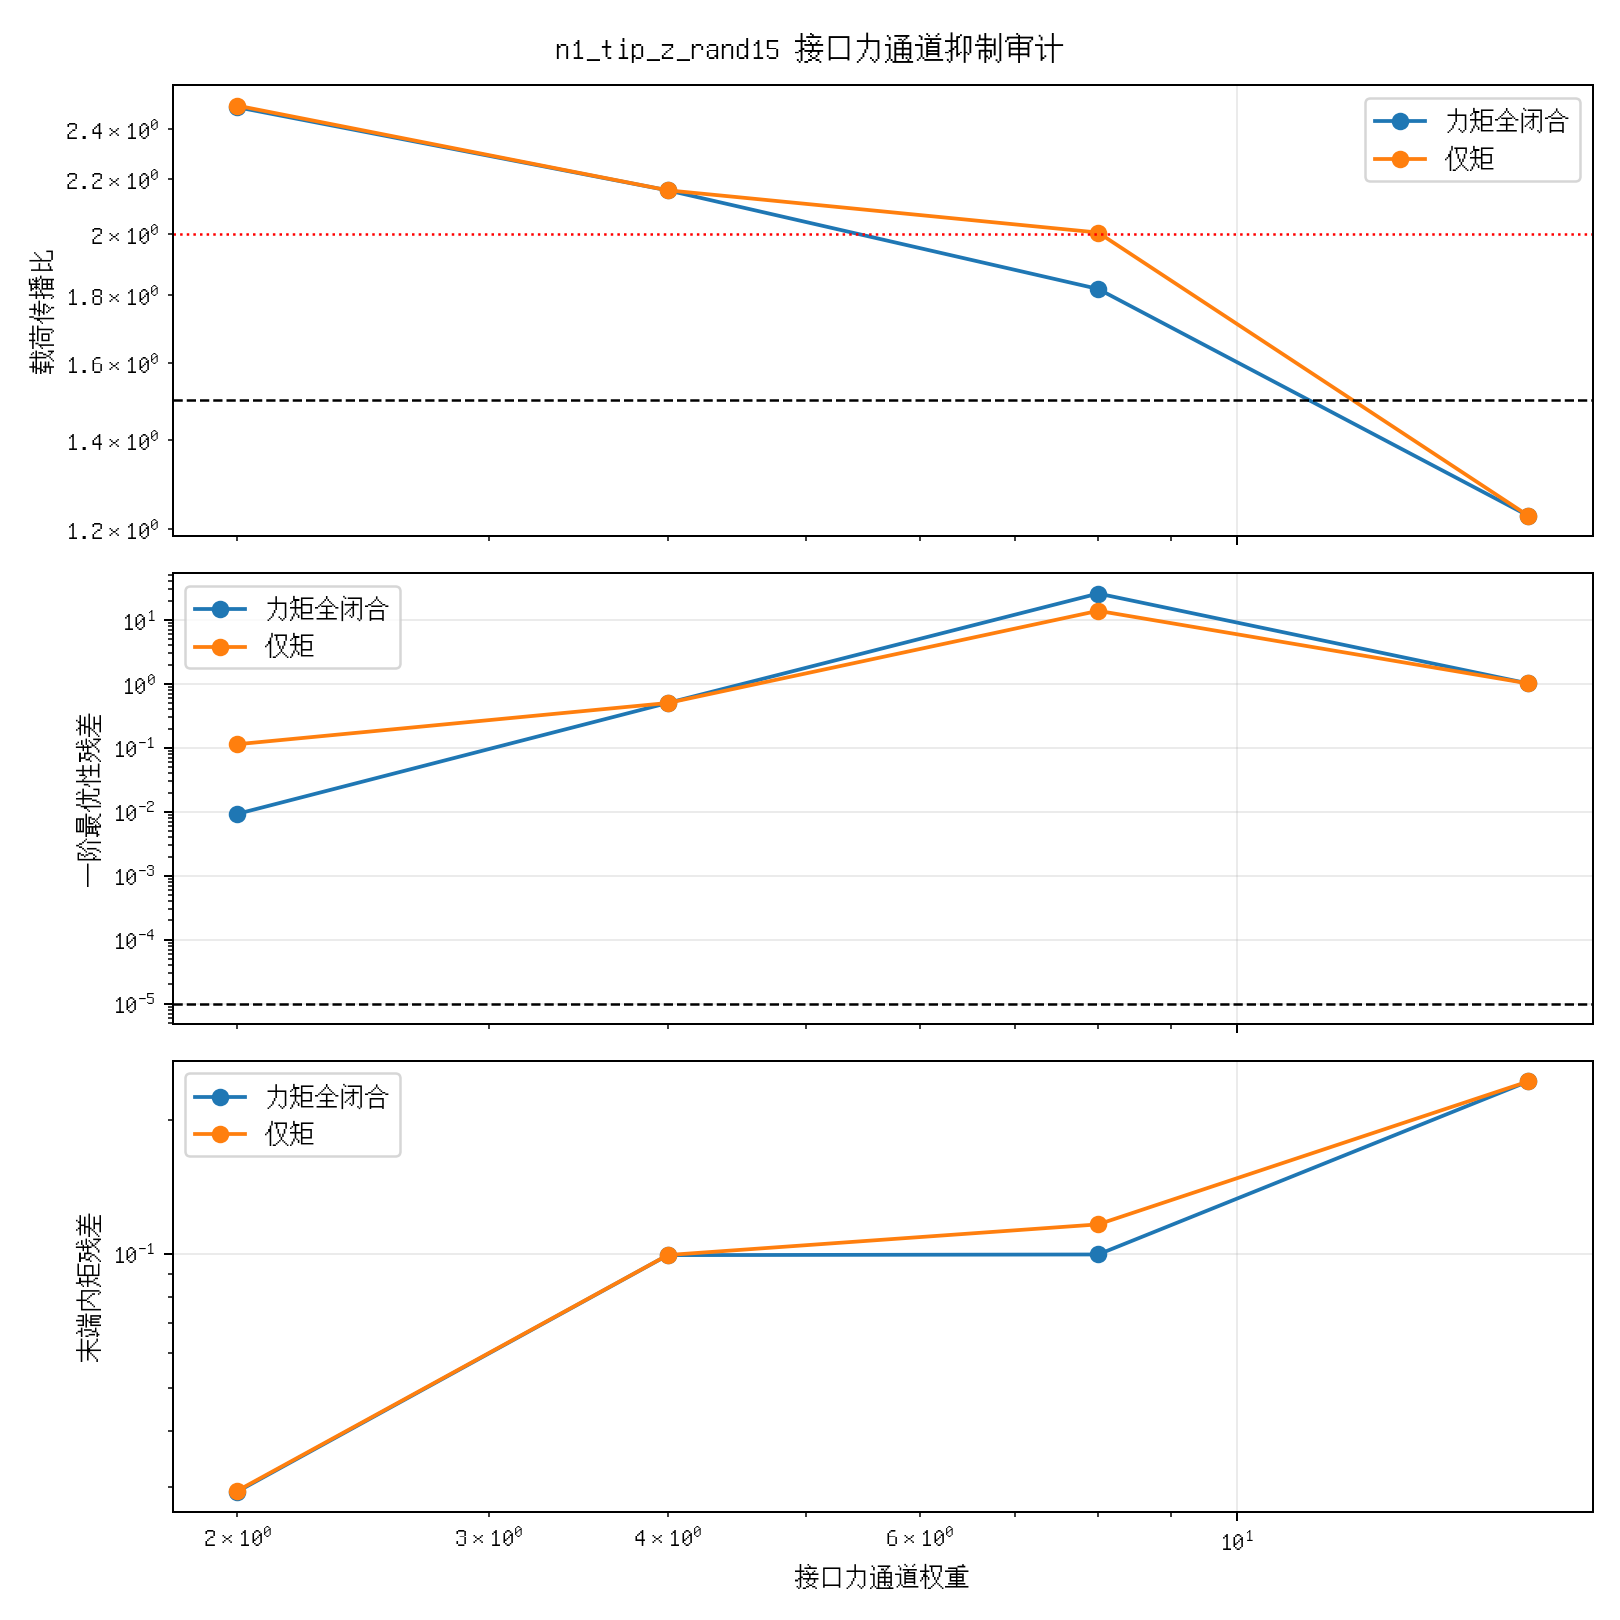 n1_tip_z_rand15 接口力通道抑制审计
2.4×10⁰
2.2×10⁰
2×10⁰
1.8×10⁰
1.6×10⁰
1.4×10⁰
1.2×10⁰
载荷传播比
力矩全闭合
仅矩
10¹
10⁰
10⁻¹
10⁻²
10⁻³
10⁻⁴
10⁻⁵
一阶最优性残差
力矩全闭合
仅矩
10⁻¹
末端内矩残差
力矩全闭合
仅矩
2×10⁰ 3×10⁰ 4×10⁰ 6×10⁰ 10¹
接口力通道权重